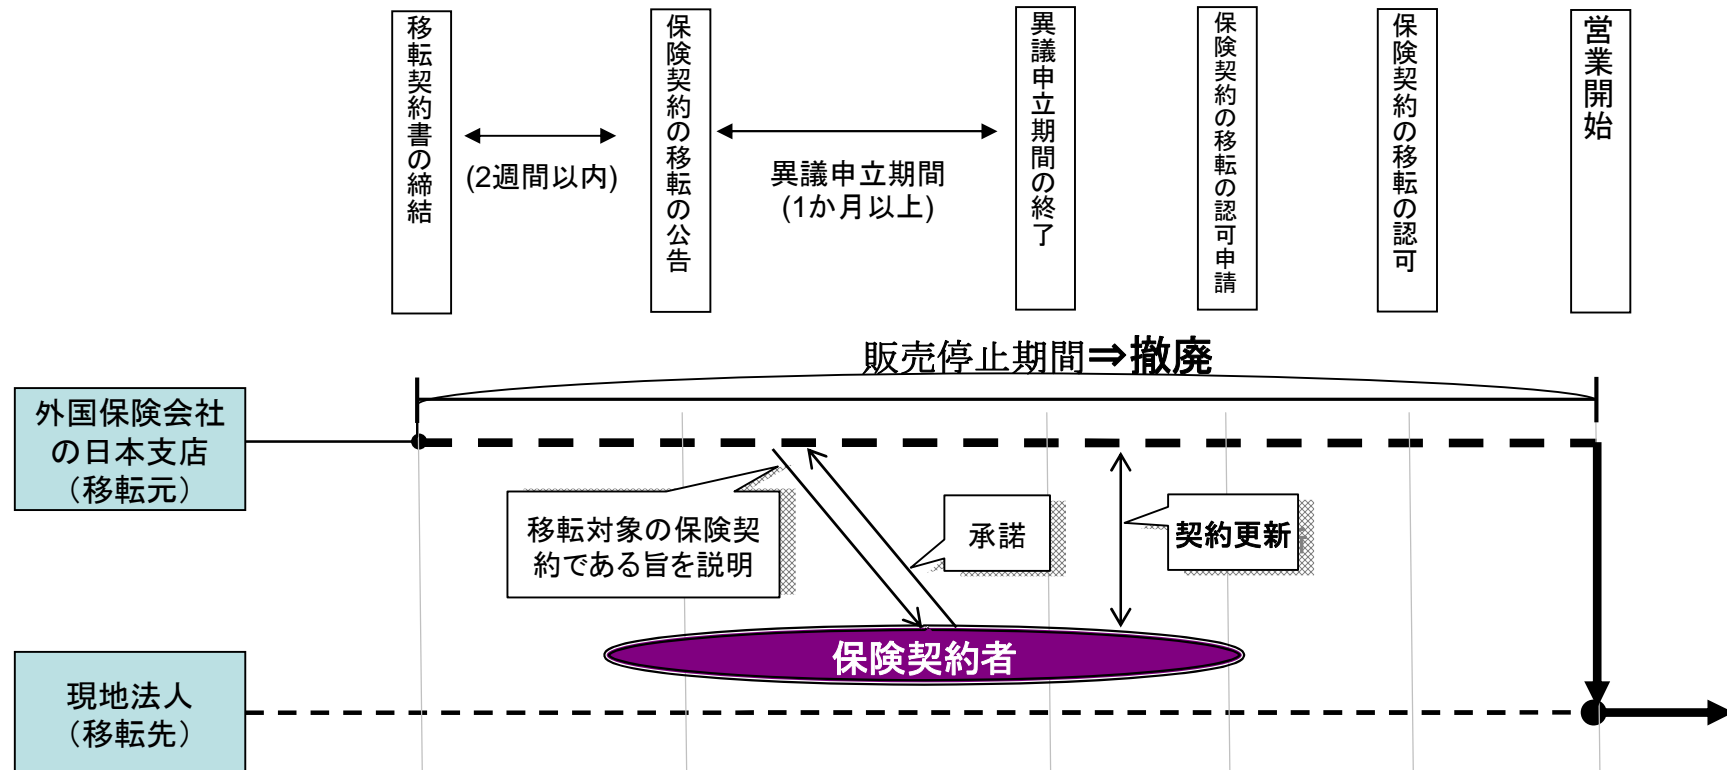 移転契約書の締結
保険契約の移転の公告
異議申立期間の終了
保険契約の移転の認可申請
保険契約の移転の認可
営業開始
(2週間以内)
異議申立期間
(1か月以上)
販売停止期間⇒撤廃
外国保険会社
の日本支店
（移転元）
移転対象の保険契
約である旨を説明
承諾
契約更新
保険契約者
現地法人
（移転先）